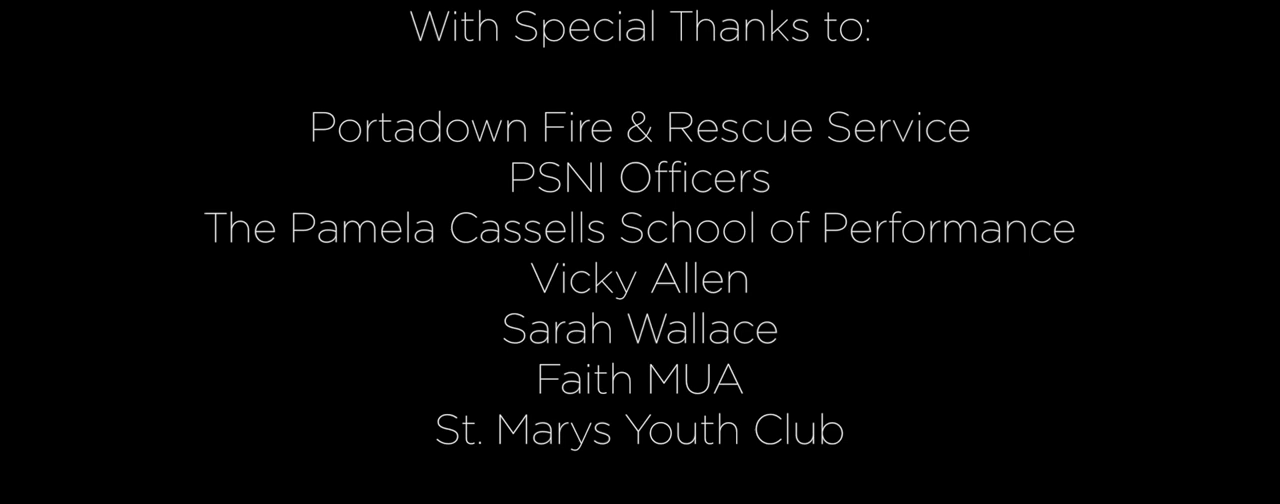 With Special Thanks to:
Portadown Fire & Rescue Service
PSNI Officers
The Pamela Cassells School of Performance
Vicky Allen
Sarah Wallace
Faith MUA
St. Marys Youth Club